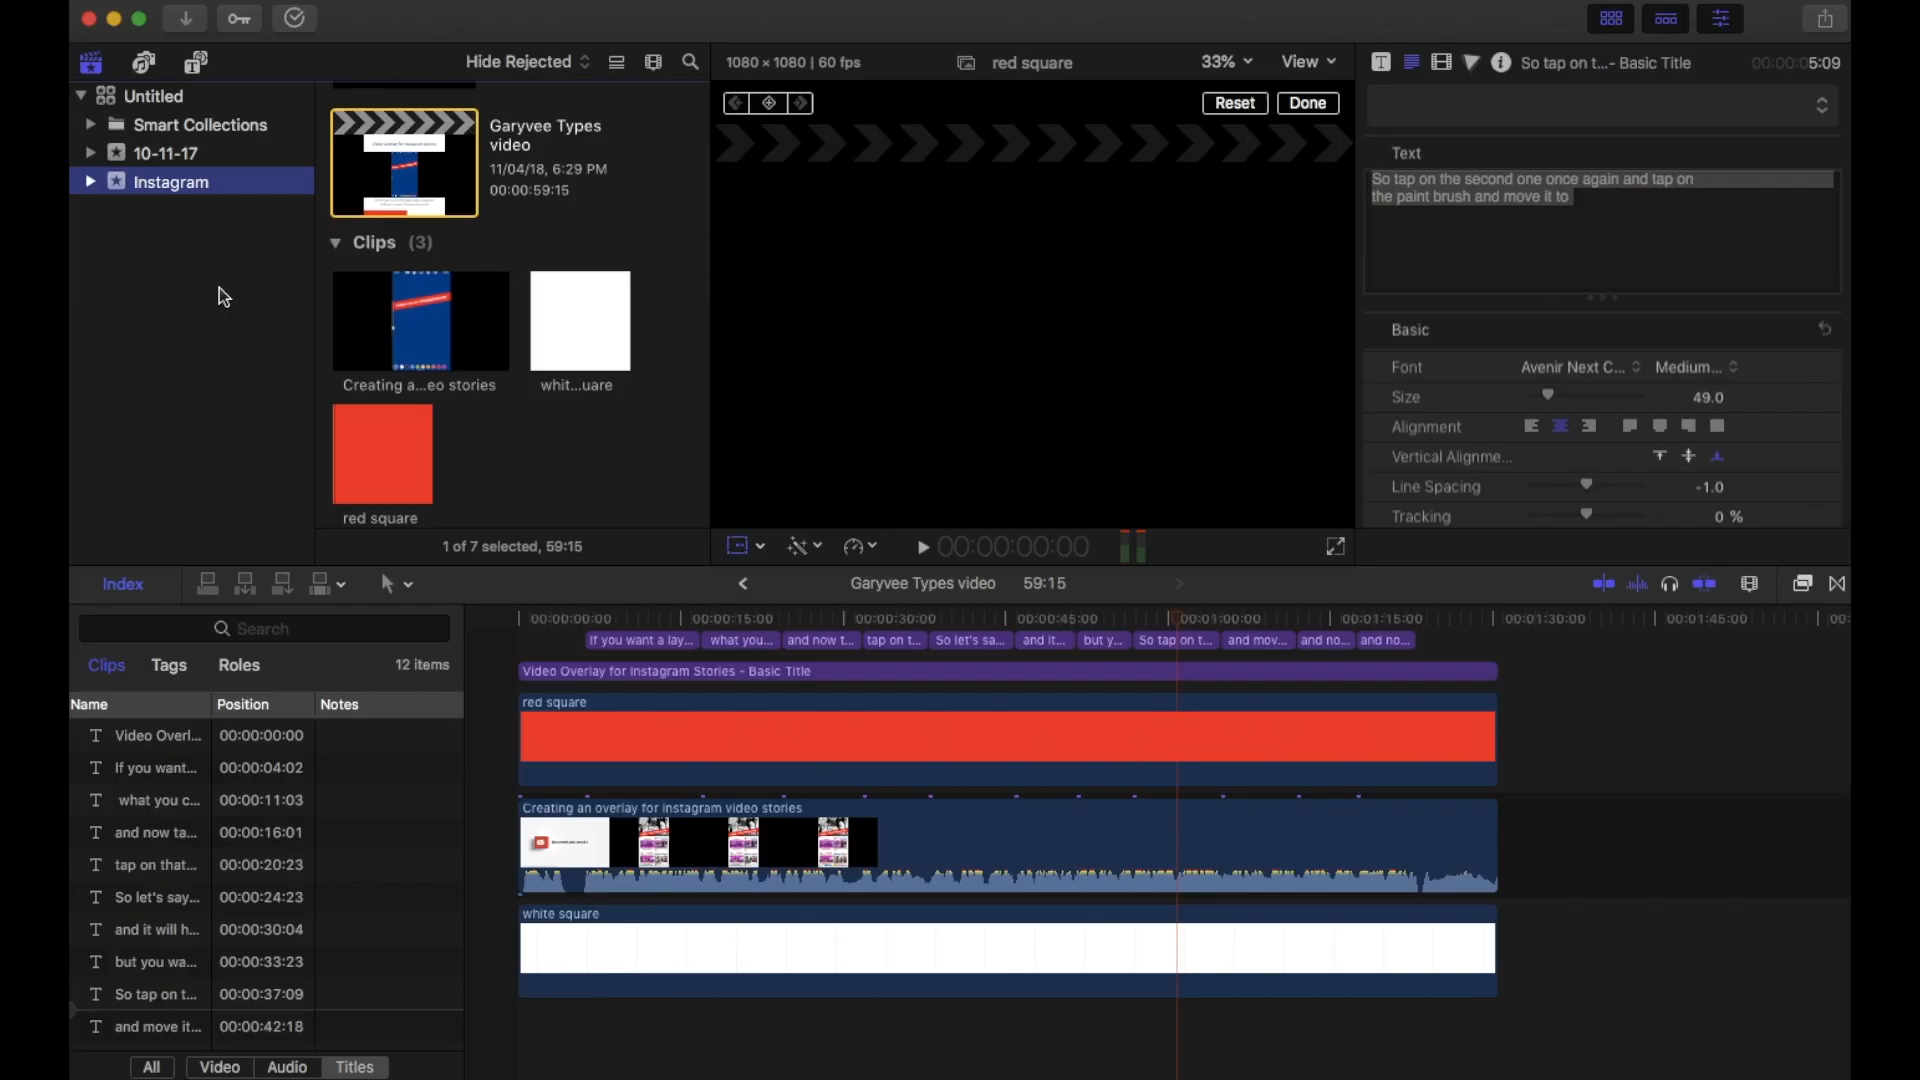 Hide Rejected
1080 × 1080 | 60 fps
red square
33%
View
So tap on t...- Basic Title
00:00:05:09
Untitled
Smart Collections
10-11-17
Instagram
Garyvee Types
video
11/04/18, 6:29 PM
00:00:59:15
Clips (3)
Creating a...eo stories
whit...uare
red square
1 of 7 selected, 59:15
Reset
Done
00:00:00:00
Text
So tap on the second one once again and tap on
the paint brush and move it to
Basic
Font
Avenir Next C...
Medium...
Size
49.0
Alignment
Vertical Alignme...
Line Spacing
-1.0
Tracking
0 %
Index
Garyvee Types video
59:15
Search
Clips
Tags
Roles
12 items
Name
Position
Notes
Video Overl... 00:00:00:00
If you want... 00:00:04:02
what you c... 00:00:11:03
and now ta... 00:00:16:01
tap on that... 00:00:20:23
So let's say... 00:00:24:23
and it will h... 00:00:30:04
but you wa... 00:00:33:23
So tap on t... 00:00:37:09
and move it... 00:00:42:18
All
Video
Audio
Titles
00:00:00:00
00:00:15:00
00:00:30:00
00:00:45:00
00:01:00:00
00:01:15:00
00:01:30:00
00:01:45:00
00:
If you want a lay...
what you...
and now t...
tap on t...
So let's sa...
and it...
but y...
So tap on t...
and mov...
and no...
and no...
Video Overlay for Instagram Stories - Basic Title
red square
Creating an overlay for instagram video stories
white square